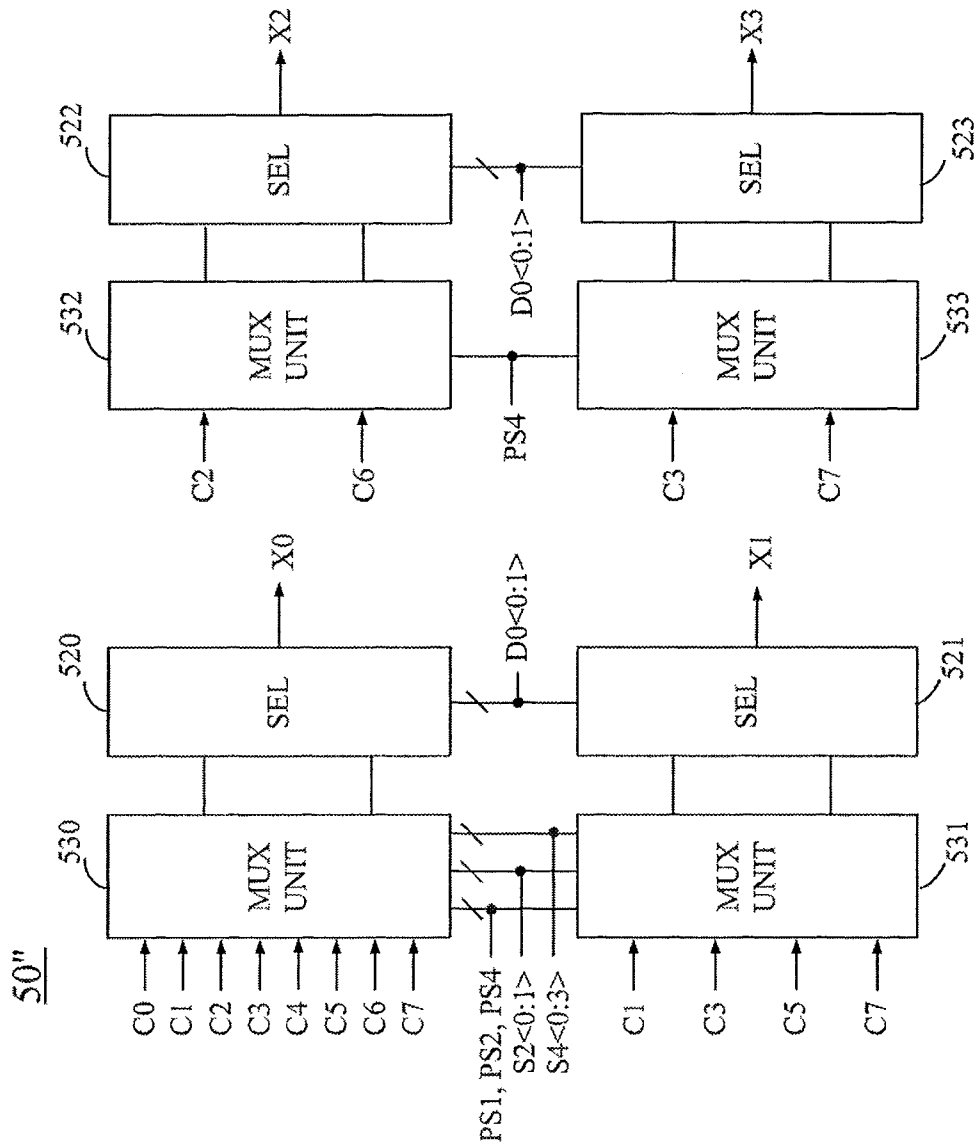 50"
530
520
C0
C1
C2
C3
C4
C5
C6
C7
MUX
UNIT
SEL
X0
PS1, PS2, PS4
S2<0:1>
S4<0:3>
D0<0:1>
C1
C3
C5
C7
MUX
UNIT
SEL
X1
531
521
532
522
C2
C6
MUX
UNIT
SEL
X2
PS4
D0<0:1>
C3
C7
MUX
UNIT
SEL
X3
533
523